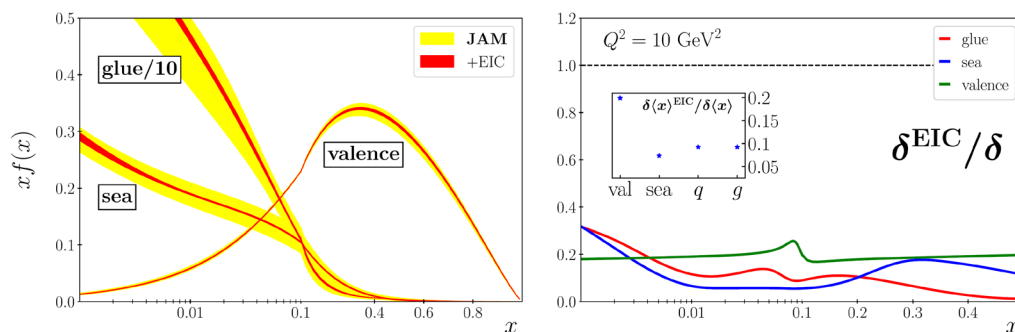 0.5
0.4
0.3
0.2
0.1
0.0
x f(x)
glue/10
sea
valence
JAM
+EIC
0.01
0.1
0.4
0.6
0.8
x
1.2
1.0
0.8
0.6
0.4
0.2
0.0
Q² = 10 GeV²
glue
sea
valence
δ⟨x⟩^EIC/δ⟨x⟩
0.2
0.15
0.1
0.05
val sea q g
δ^EIC/δ
0.01
0.1
0.2
0.3
0.4
x